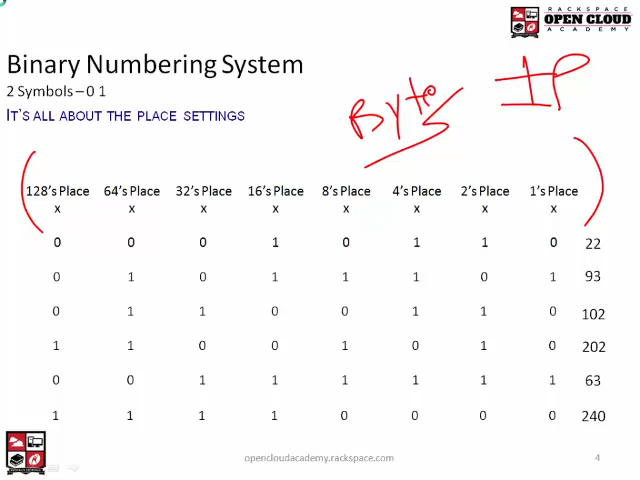 RACKSPACE
OPEN CLOUD
ACADEMY
Binary Numbering System
2 Symbols – 0 1
IT'S ALL ABOUT THE PLACE SETTINGS
Bytes
IP
128's Place 64's Place 32's Place 16's Place 8's Place 4's Place 2's Place 1's Place
x x x x x x x x
0 0 0 1 0 1 1 0 22
0 1 0 1 1 1 0 1 93
0 1 1 0 0 1 1 0 102
1 1 0 0 1 0 1 0 202
0 0 1 1 1 1 1 1 63
1 1 1 1 0 0 0 0 240
opencloudacademy.rackspace.com 4